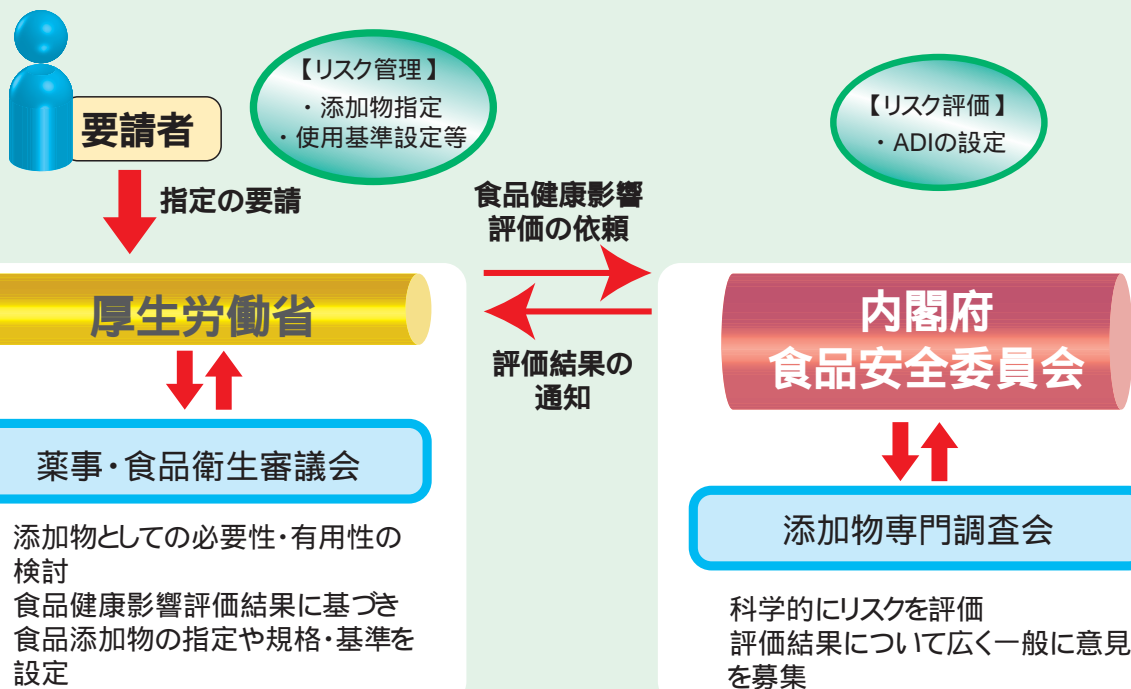 要請者
【リスク管理】
・添加物指定
・使用基準設定等
【リスク評価】
・ADIの設定
指定の要請
食品健康影響
評価の依頼
厚生労働省
評価結果の
通知
内閣府
食品安全委員会
薬事・食品衛生審議会
添加物としての必要性・有用性の
検討
食品健康影響評価結果に基づき
食品添加物の指定や規格・基準を
設定
添加物専門調査会
科学的にリスクを評価
評価結果について広く一般に意見
を募集